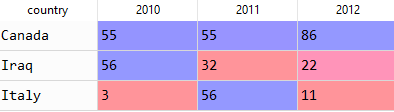 country 2010 2011 2012
Canada 55 55 86
Iraq 56 32 22
Italy 3 56 11